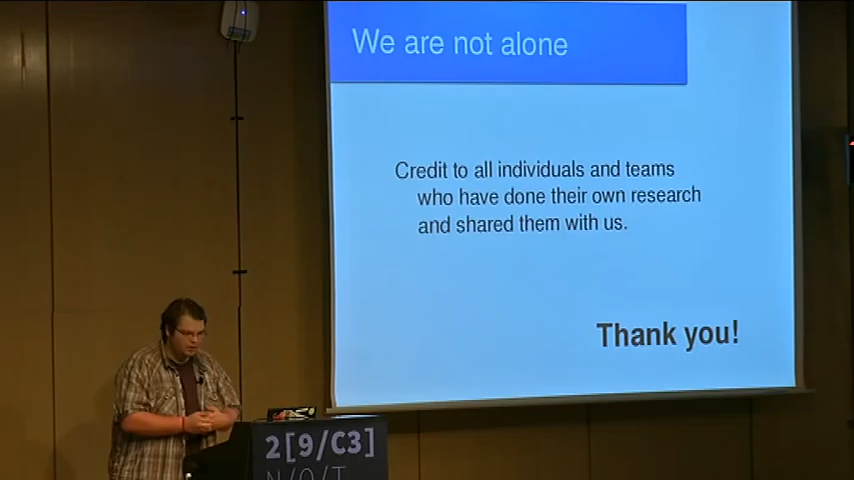 We are not alone
Credit to all individuals and teams
who have done their own research
and shared them with us.
Thank you!
2[9/C3]
N/O/T